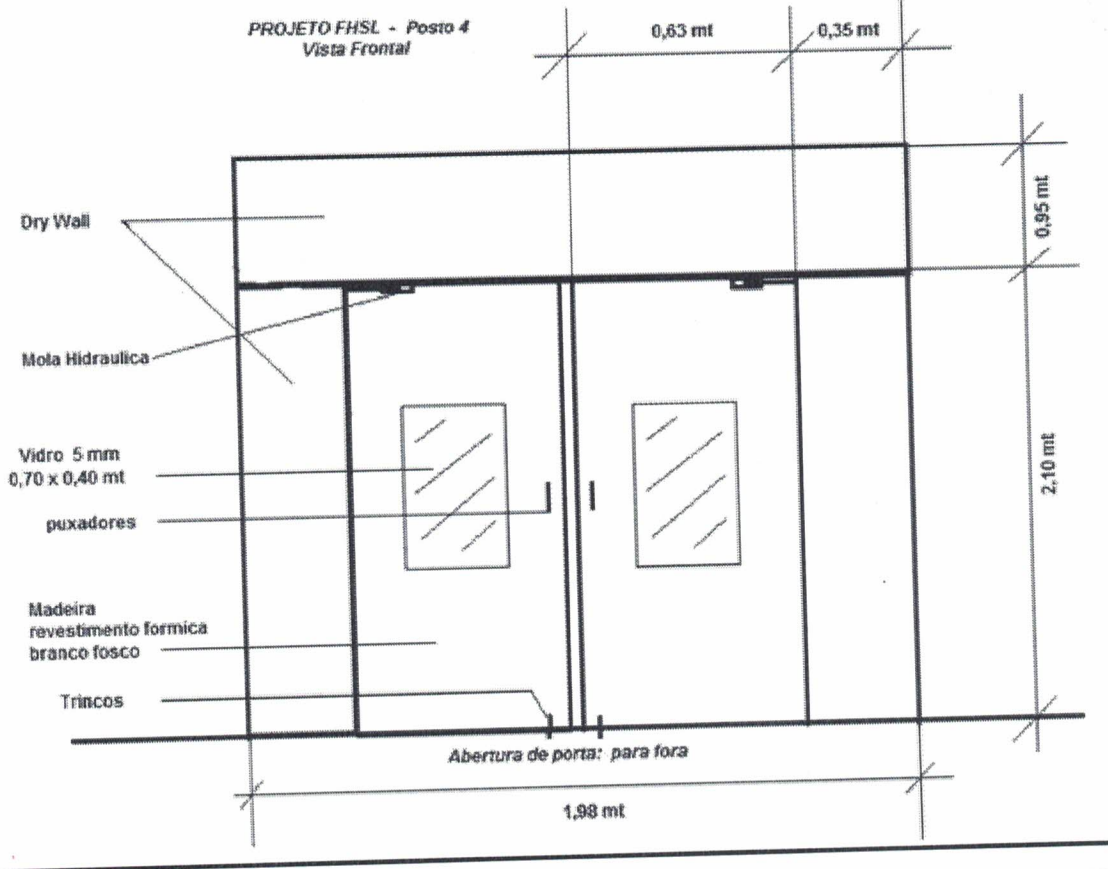 PROJETO FHSL - Posto 4
Vista Frontal
0,63 mt
0,35 mt
Dry Wall
0,95 mt
Mola Hidraulica
Vidro 5 mm
0,70 x 0,40 mt
puxadores
2,10 mt
Madeira
revestimento formica
branco fosco
Trincos
Abertura de porta: para fora
1,98 mt